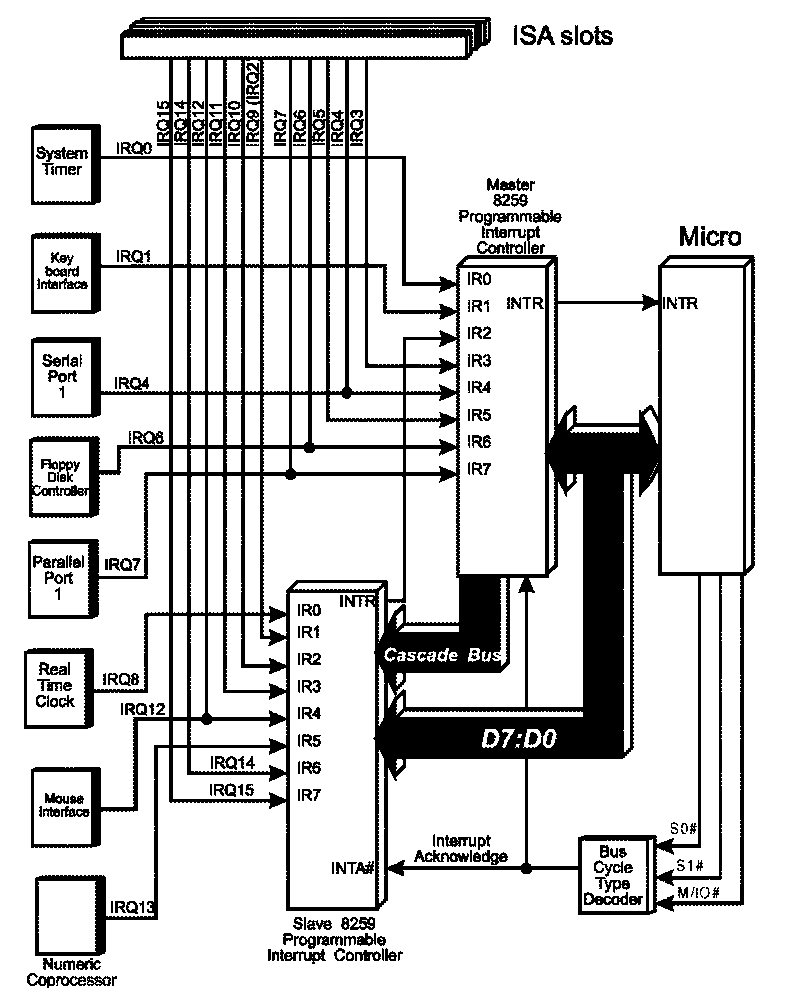 ISA slots
IRQ15
IRQ14
IRQ12
IRQ11
IRQ10
IRQ9 (IRQ2)
IRQ7
IRQ6
IRQ5
IRQ4
IRQ3
System
Timer
IRQ0
Key
board
Interface
IRQ1
Serial
Port
1
IRQ4
Floppy
Disk
Controller
IRQ6
Parallel
Port
1
IRQ7
Real
Time
Clock
IRQ8
Mouse
Interface
IRQ12
Numeric
Coprocessor
IRQ13
IRQ14
IRQ15
Master
8259
Programmable
Interrupt
Controller
IR0
IR1
IR2
IR3
IR4
IR5
IR6
IR7
INTR
Micro
INTR
INTR
IR0
IR1
IR2
IR3
IR4
IR5
IR6
IR7
INTA#
Slave 8259
Programmable
Interrupt Controller
Cascade Bus
D7:D0
Interrupt
Acknowledge
Bus
Cycle
Type
Decoder
S0#
S1#
M/IO#